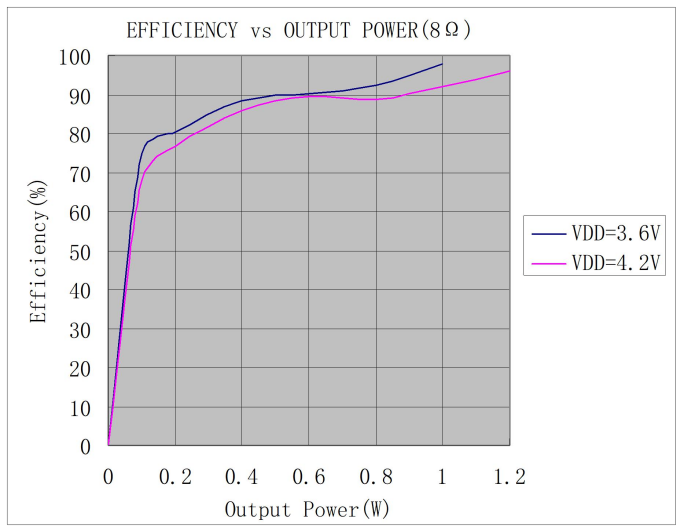 EFFICIENCY vs OUTPUT POWER(8Ω)
100
90
80
70
60
50
40
30
20
10
0
Efficiency(%)
0 0.2 0.4 0.6 0.8 1 1.2
Output Power(W)
VDD=3.6V
VDD=4.2V